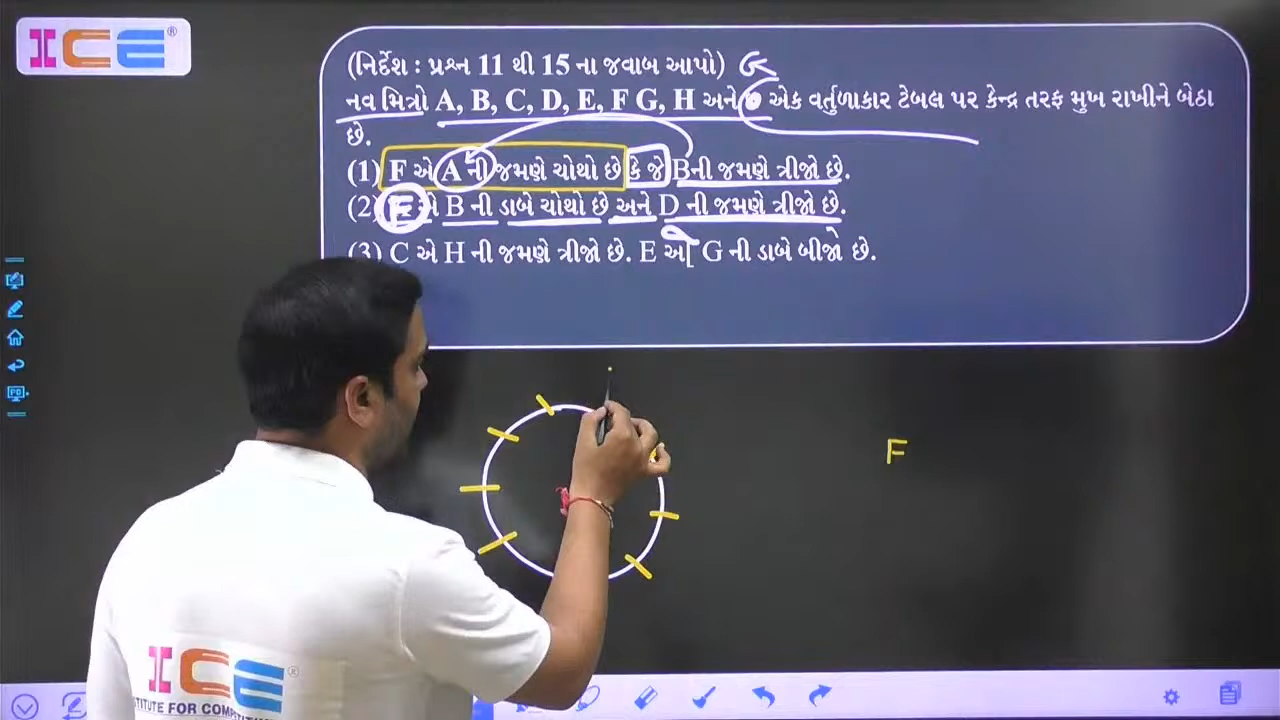 ICE®
(નિર્દેશ : પ્રશ્ન 11 થી 15 ના જવાબ આપો)
નવ મિત્રો A, B, C, D, E, F G, H અને એક વર્તુળાકાર ટેબલ પર કેન્દ્ર તરફ મુખ રાખીને બેઠા
છે.
(1) F એ A ની જમણે ચોથો છે કે જે Bની જમણે ત્રીજો છે.
(2) B ની ડાબે ચોથો છે અને D ની જમણે ત્રીજો છે.
(3) C એ H ની જમણે ત્રીજો છે. E એ G ની ડાબે બીજો છે.
F
ICE®